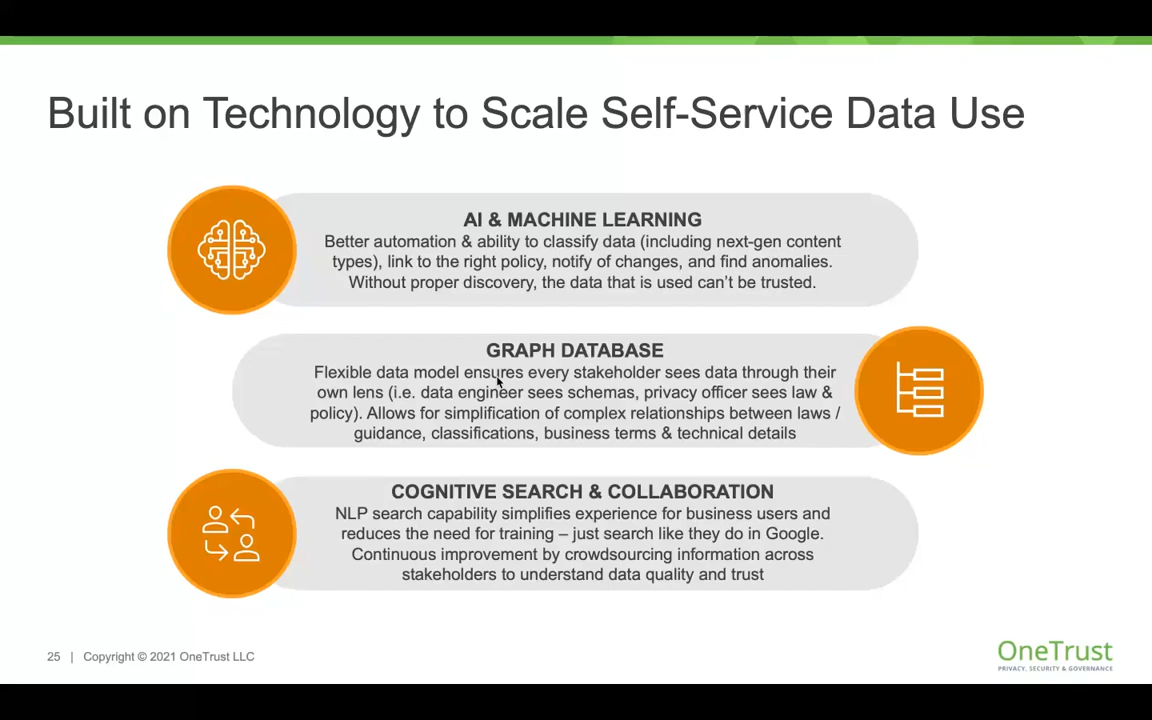 Built on Technology to Scale Self-Service Data Use
AI & MACHINE LEARNING
Better automation & ability to classify data (including next-gen content
types), link to the right policy, notify of changes, and find anomalies.
Without proper discovery, the data that is used can’t be trusted.
GRAPH DATABASE
Flexible data model ensures every stakeholder sees data through their
own lens (i.e. data engineer sees schemas, privacy officer sees law &
policy). Allows for simplification of complex relationships between laws /
guidance, classifications, business terms & technical details
COGNITIVE SEARCH & COLLABORATION
NLP search capability simplifies experience for business users and
reduces the need for training – just search like they do in Google.
Continuous improvement by crowdsourcing information across
stakeholders to understand data quality and trust
25 | Copyright © 2021 OneTrust LLC
OneTrust
PRIVACY, SECURITY & GOVERNANCE